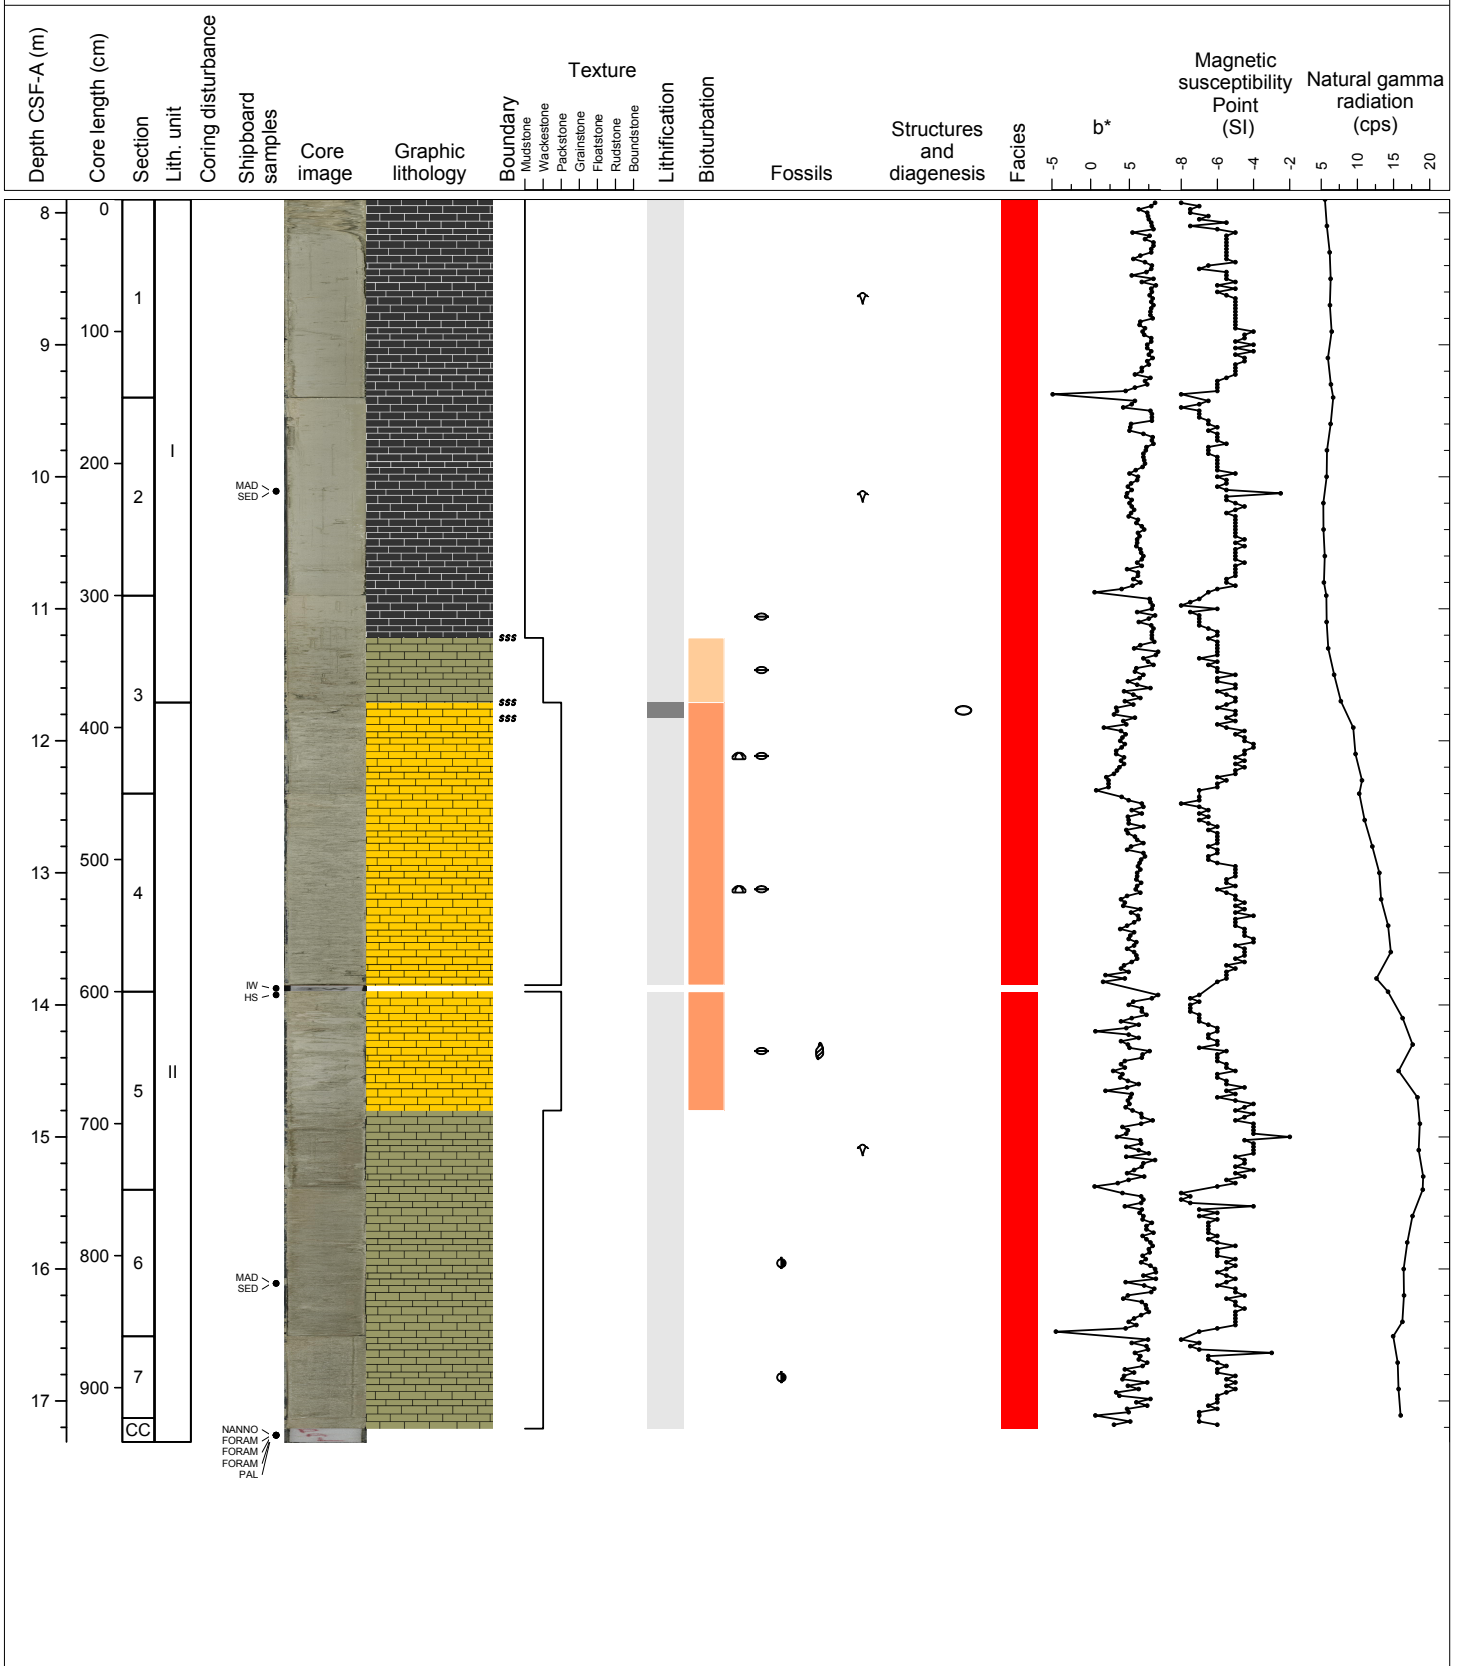 Depth CSF-A (m)
Core length (cm)
Section
Lith. unit
Coring disturbance
Shipboard
samples
Core
image
Graphic
lithology
Boundary
Texture
Mudstone
Wackestone
Packstone
Grainstone
Floatstone
Rudstone
Boundstone
Lithification
Bioturbation
Fossils
Structures
and
diagenesis
Facies
b*
Magnetic
susceptibility
Point
(SI)
Natural gamma
radiation
(cps)
-5 0 5
-8 -6 -4 -2
5 10 15 20
8
9
10
11
12
13
14
15
16
17
0
100
200
300
400
500
600
700
800
900
1
2
3
4
5
6
7
CC
I
II
MAD
SED
IW
HS
MAD
SED
NANNO
FORAM
FORAM
FORAM
PAL
sss
sss
sss